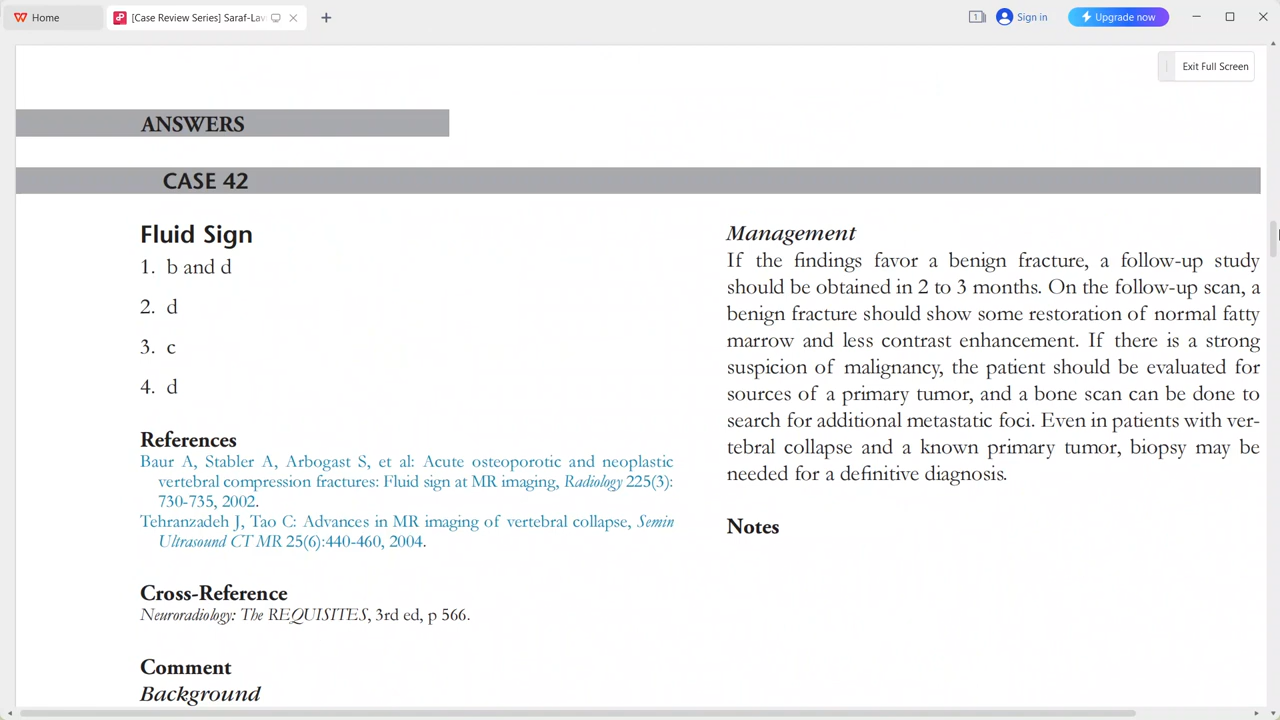 Home
[Case Review Series] Saraf-Lav
1
Sign in
Upgrade now
Exit Full Screen
ANSWERS
CASE 42
Fluid Sign
1. b and d
2. d
3. c
4. d
References
Baur A, Stabler A, Arbogast S, et al: Acute osteoporotic and neoplastic
vertebral compression fractures: Fluid sign at MR imaging, Radiology 225(3):
730-735, 2002.
Tehranzadeh J, Tao C: Advances in MR imaging of vertebral collapse, Semin
Ultrasound CT MR 25(6):440-460, 2004.
Cross-Reference
Neuroradiology: The REQUISITES, 3rd ed, p 566.
Comment
Background
Management
If the findings favor a benign fracture, a follow-up study
should be obtained in 2 to 3 months. On the follow-up scan, a
benign fracture should show some restoration of normal fatty
marrow and less contrast enhancement. If there is a strong
suspicion of malignancy, the patient should be evaluated for
sources of a primary tumor, and a bone scan can be done to
search for additional metastatic foci. Even in patients with ver-
tebral collapse and a known primary tumor, biopsy may be
needed for a definitive diagnosis.
Notes